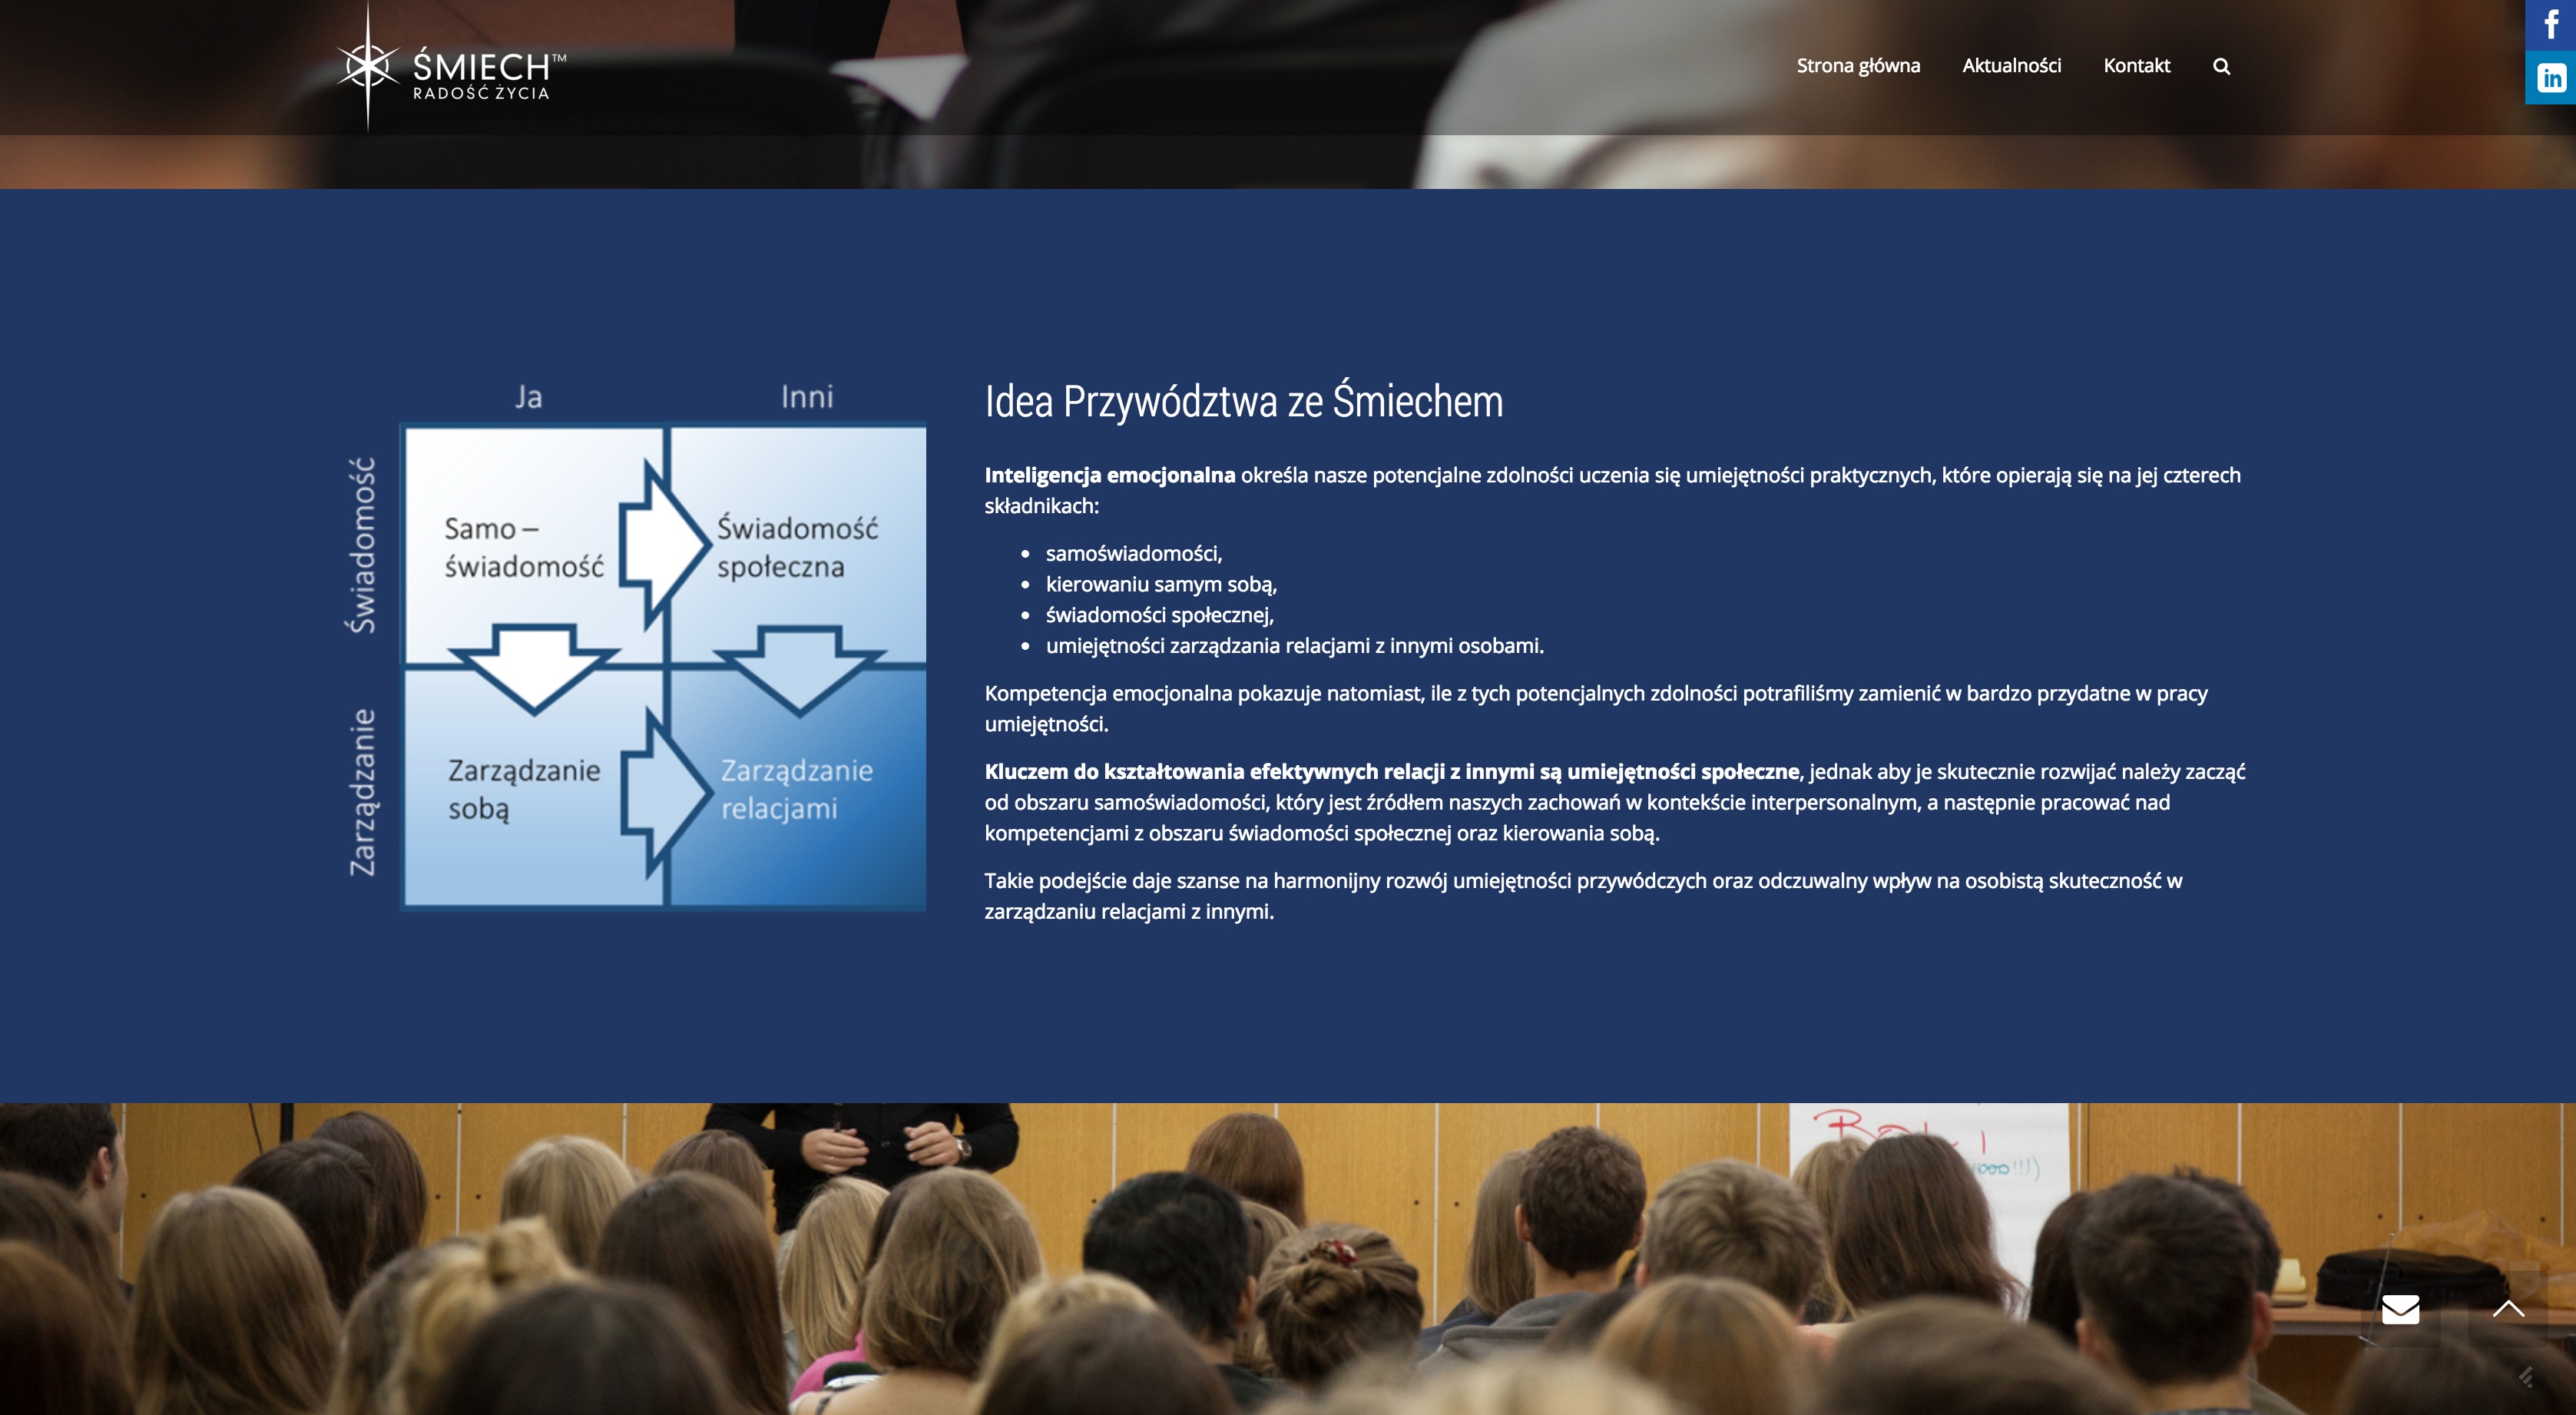 ŚMIECH™
RADOŚĆ ŻYCIA
Strona główna
Aktualności
Kontakt
f
in
Ja
Inni
Świadomość
Samo –
świadomość
Świadomość
społeczna
Zarządzanie
Zarządzanie
sobą
Zarządzanie
relacjami
Idea Przywództwa ze Śmiechem
Inteligencja emocjonalna określa nasze potencjalne zdolności uczenia się umiejętności praktycznych, które opierają się na jej czterech
składnikach:
• samoświadomości,
• kierowaniu samym sobą,
• świadomości społecznej,
• umiejętności zarządzania relacjami z innymi osobami.
Kompetencja emocjonalna pokazuje natomiast, ile z tych potencjalnych zdolności potrafiliśmy zamienić w bardzo przydatne w pracy
umiejętności.
Kluczem do kształtowania efektywnych relacji z innymi są umiejętności społeczne, jednak aby je skutecznie rozwijać należy zacząć
od obszaru samoświadomości, który jest źródłem naszych zachowań w kontekście interpersonalnym, a następnie pracować nad
kompetencjami z obszaru świadomości społecznej oraz kierowania sobą.
Takie podejście daje szanse na harmonijny rozwój umiejętności przywódczych oraz odczuwalny wpływ na osobistą skuteczność w
zarządzaniu relacjami z innymi.